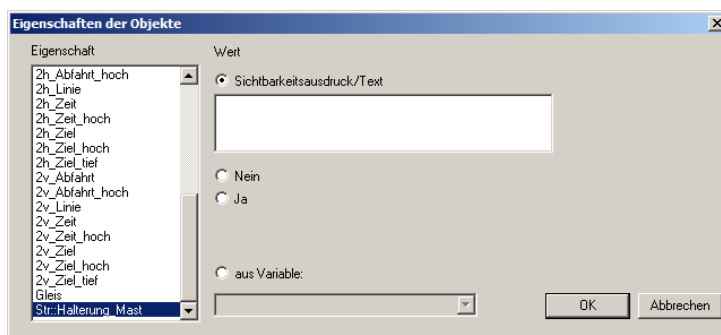 Eigenschaften der Objekte
Eigenschaft
2h_Abfahrt_hoch
2h_Linie
2h_Zeit
2h_Zeit_hoch
2h_Ziel
2h_Ziel_hoch
2h_Ziel_tief
2v_Abfahrt
2v_Abfahrt_hoch
2v_Linie
2v_Zeit
2v_Zeit_hoch
2v_Ziel
2v_Ziel_hoch
2v_Ziel_tief
Gleis
Str::Halterung_Mast
Wert
Sichtbarkeitsausdruck/Text
Nein
Ja
aus Variable:
OK
Abbrechen